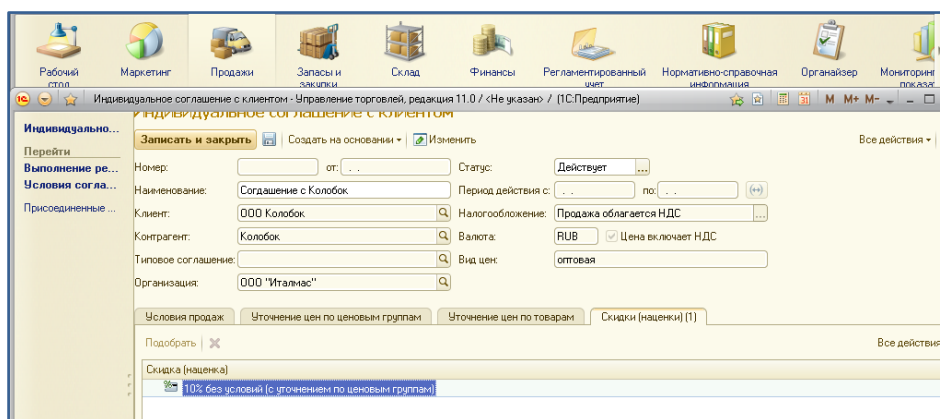 Рабочий стол
Маркетинг
Продажи
Запасы и закупки
Склад
Финансы
Регламентированный учет
Нормативно-справочная информация
Органайзер
Мониторинг
Индивидуальное соглашение с клиентом - Управление торговлей, редакция 11.0 / <Не указан> / (1С:Предприятие)
M M+ M-
Индивидуально...
Перейти
Выполнение ре...
Условия согла...
Присоединенные ...
Индивидуальное соглашение с клиентом
Записать и закрыть Создать на основании Изменить Все действия
Номер: от: . . Статус: Действует ...
Наименование: Согдашение с Колобок Период действия с: . . по: . .
Клиент: ООО Колобок Налогообложение: Продажа облагается НДС ...
Контрагент: Колобок Валюта: RUB Цена включает НДС
Типовое соглашение: Вид цен: оптовая
Организация: ООО "Италмас"
Условия продаж Уточнение цен по ценовым группам Уточнение цен по товарам Скидки (наценки) (1)
Подобрать Все действия
Скидка (наценка)
10% без условий (с уточнением по ценовым группам)